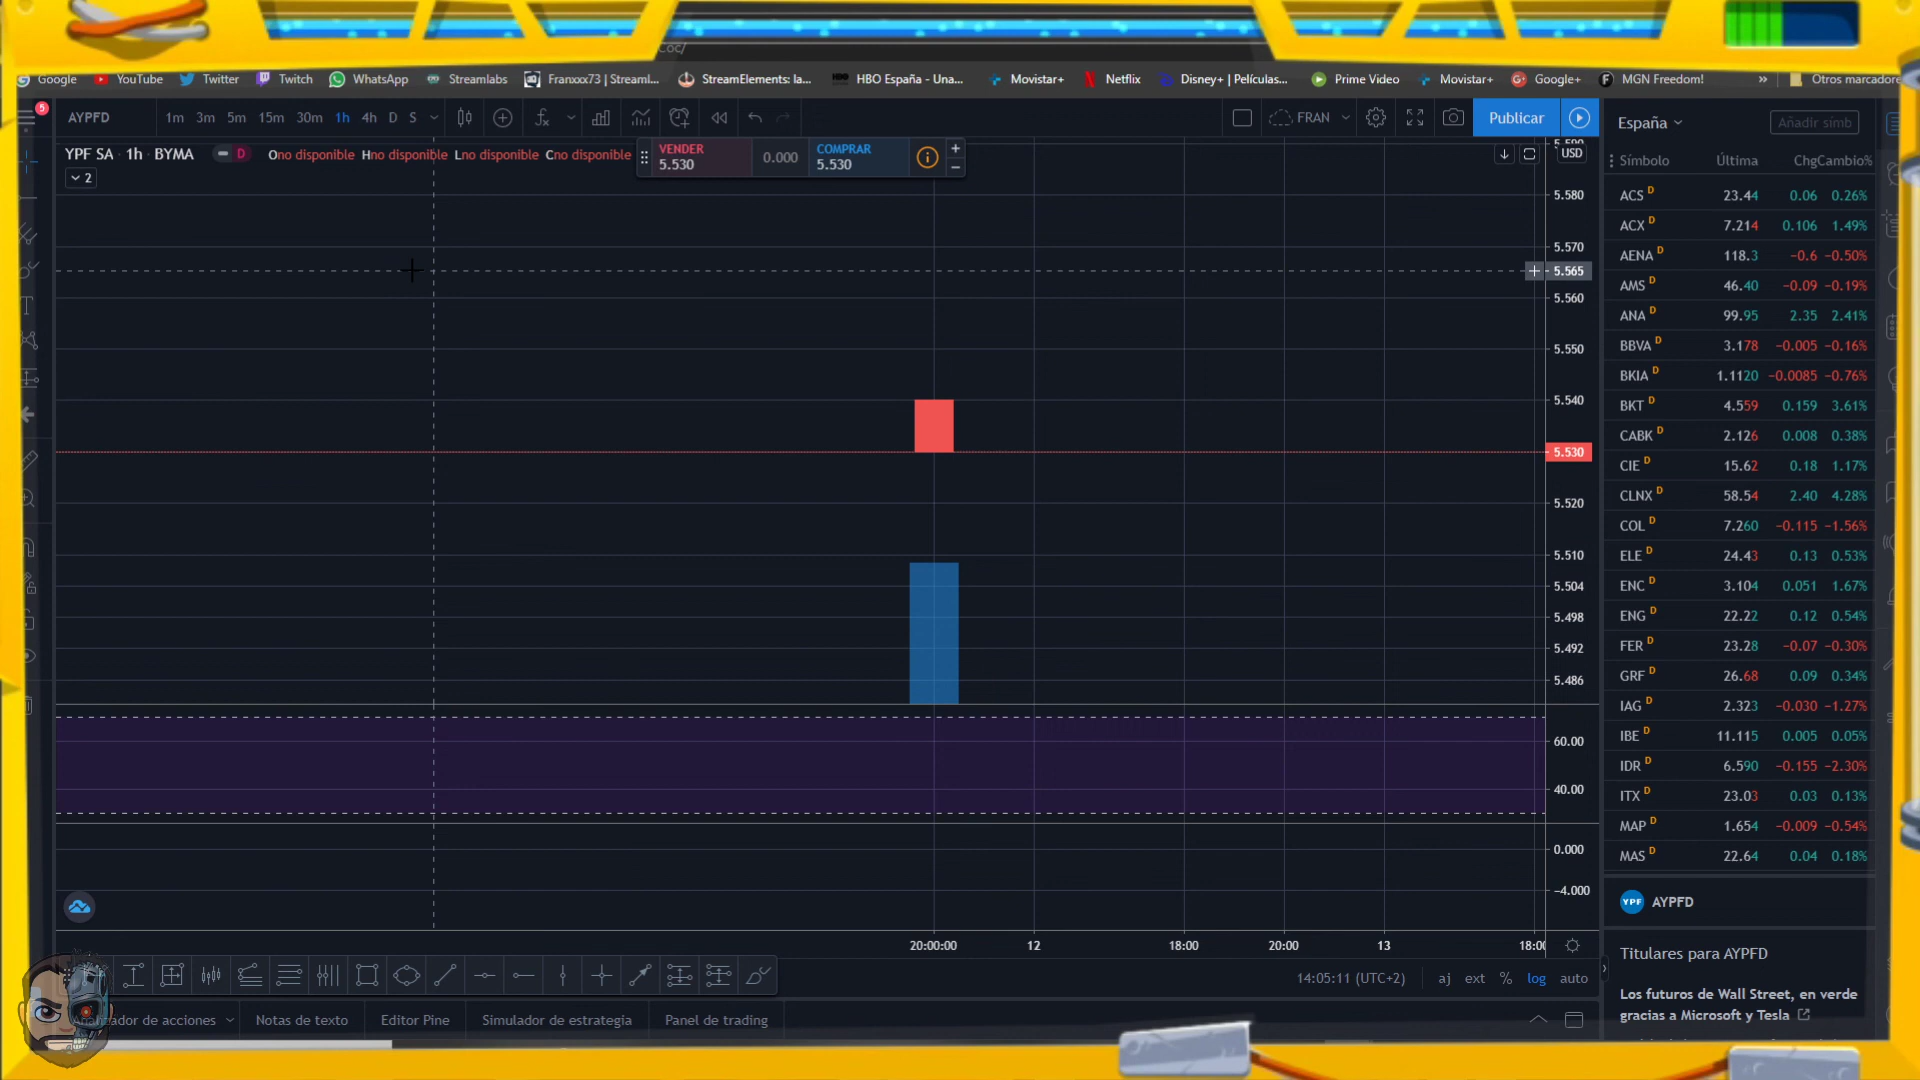 Coc/
Google YouTube Twitter Twitch WhatsApp Streamlabs Franxxx73 | Streaml... StreamElements: la... HBO España - Una... Movistar+ Netflix Disney+ | Películas... Prime Video Movistar+ Google+ MGN Freedom! » Otros marcadore
5
AYPFD 1m 3m 5m 15m 30m 1h 4h D S FRAN Publicar
España Añadir símb
YPF SA · 1h · BYMA D Ono disponible Hno disponible Lno disponible Cno disponible
VENDER
5.530
0.000
COMPRAR
5.530
+
−
USD
2
5.590
5.580
5.570
5.565
5.560
5.550
5.540
5.530
5.520
5.510
5.504
5.498
5.492
5.486
60.00
40.00
0.000
−4.000
20:00:00 12 18:00 20:00 13 18:00
Símbolo Última Chg Cambio%
ACS D 23.44 0.06 0.26%
ACX D 7.214 0.106 1.49%
AENA D 118.3 −0.6 −0.50%
AMS D 46.40 −0.09 −0.19%
ANA D 99.95 2.35 2.41%
BBVA D 3.178 −0.005 −0.16%
BKIA D 1.1120 −0.0085 −0.76%
BKT D 4.559 0.159 3.61%
CABK D 2.126 0.008 0.38%
CIE D 15.62 0.18 1.17%
CLNX D 58.54 2.40 4.28%
COL D 7.260 −0.115 −1.56%
ELE D 24.43 0.13 0.53%
ENC D 3.104 0.051 1.67%
ENG D 22.22 0.12 0.54%
FER D 23.28 −0.07 −0.30%
GRF D 26.68 0.09 0.34%
IAG D 2.323 −0.030 −1.27%
IBE D 11.115 0.005 0.05%
IDR D 6.590 −0.155 −2.30%
ITX D 23.03 0.03 0.13%
MAP D 1.654 −0.009 −0.54%
MAS D 22.64 0.04 0.18%
YPF AYPFD
Titulares para AYPFD
Los futuros de Wall Street, en verde
gracias a Microsoft y Tesla
14:05:11 (UTC+2) aj ext % log auto
de acciones Notas de texto Editor Pine Simulador de estrategia Panel de trading